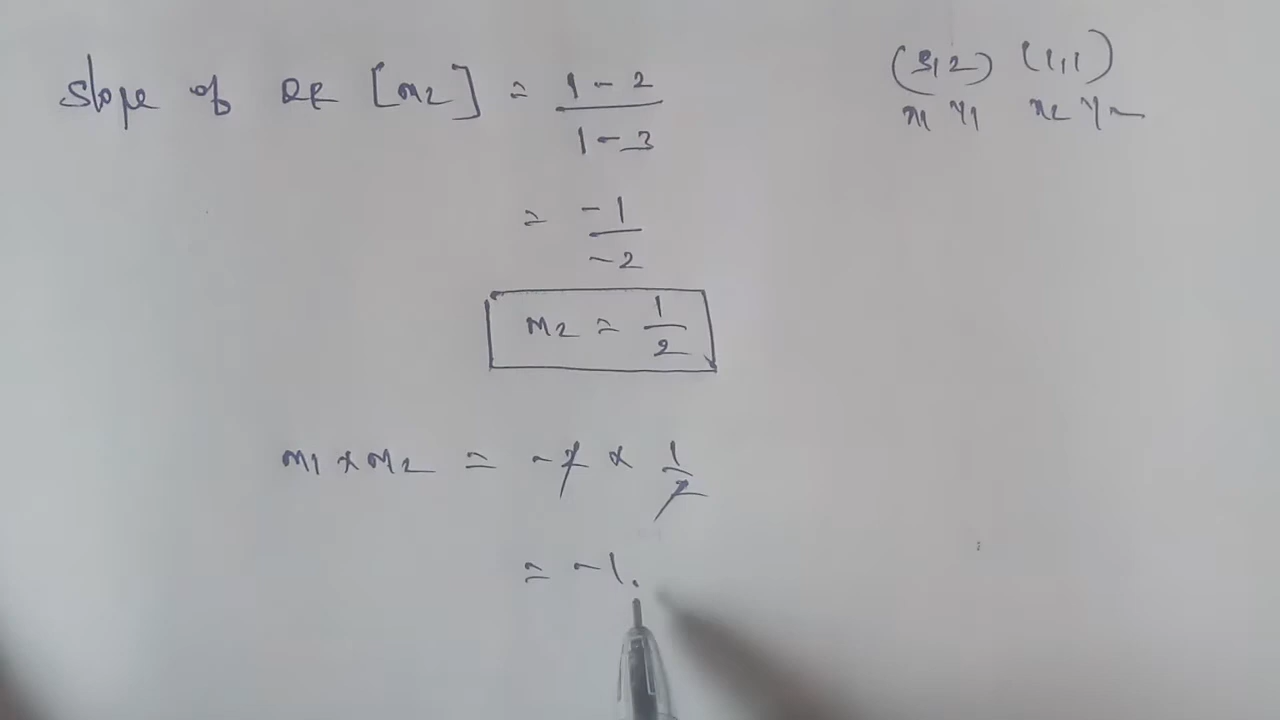 slope of QR [m2] = 1 - 2 / 1 - 3
(3,2) (1,1)
x1 y1 x2 y2
= -1 / -2
m2 = 1 / 2
m1 x m2 = -2 x 1 / 2
= -1.